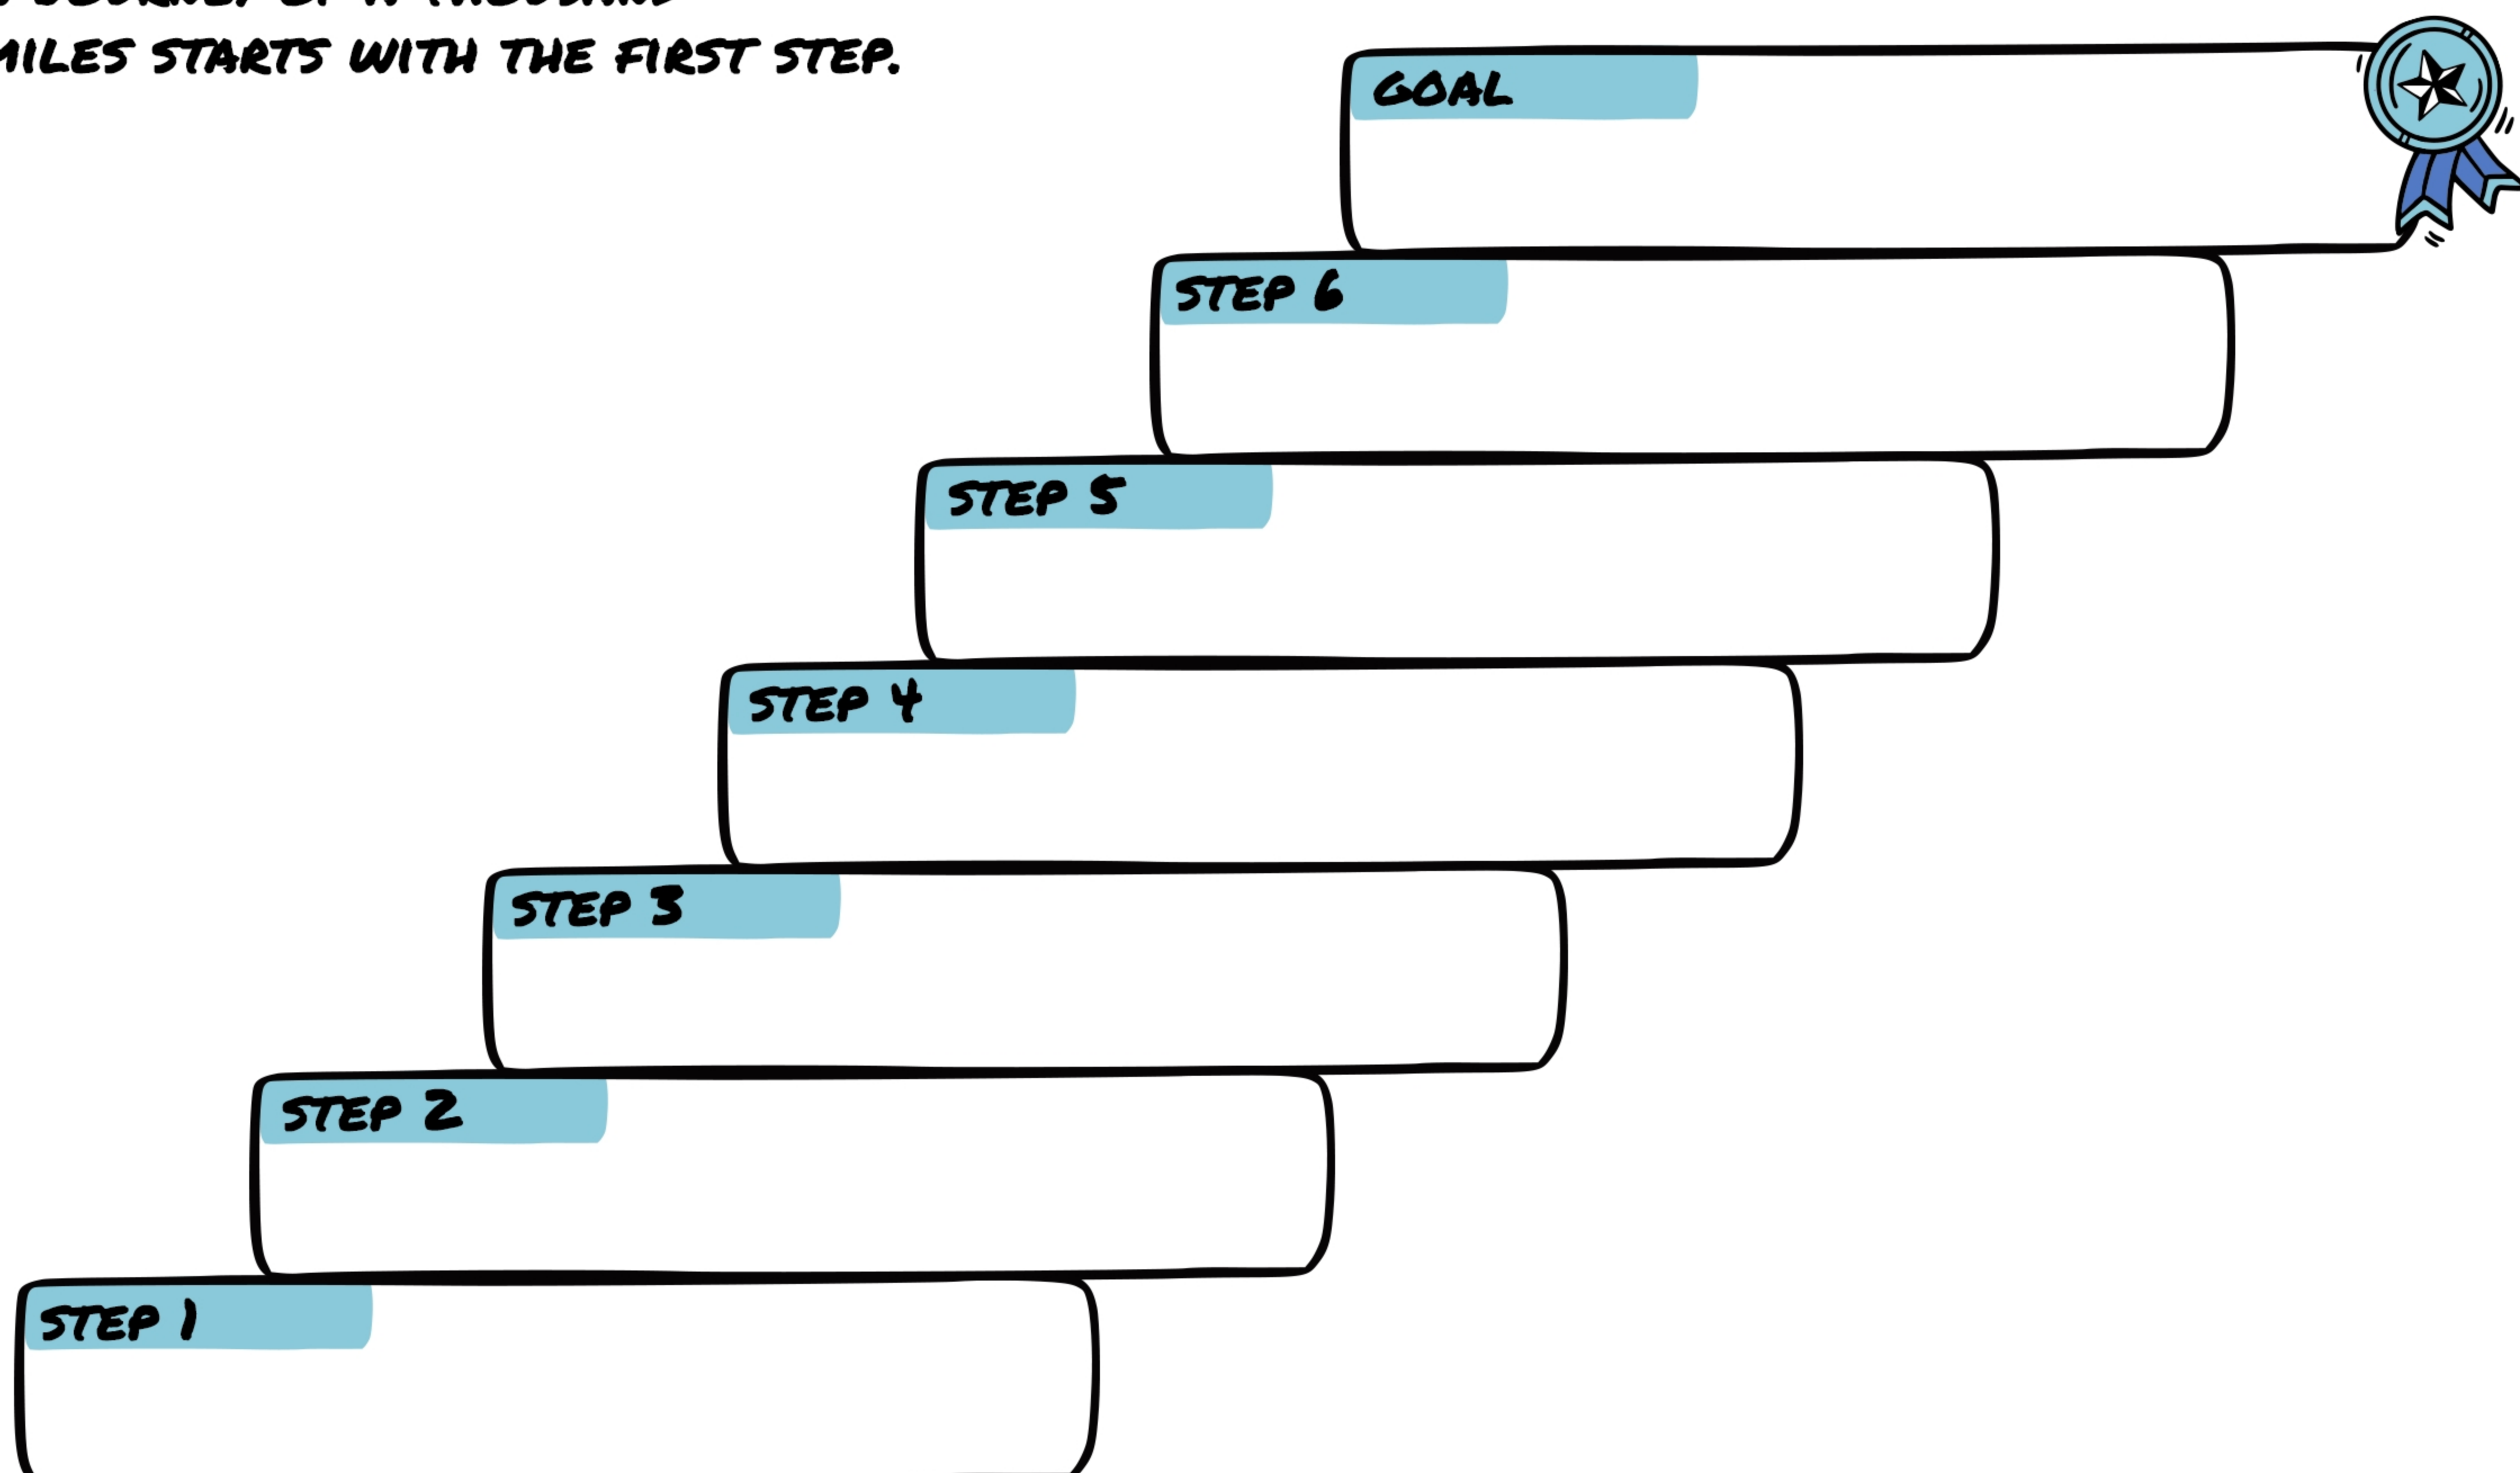 MILES STARTS WITH THE FIRST STEP.
GOAL
STEP 6
STEP 5
STEP 4
STEP 3
STEP 2
STEP 1